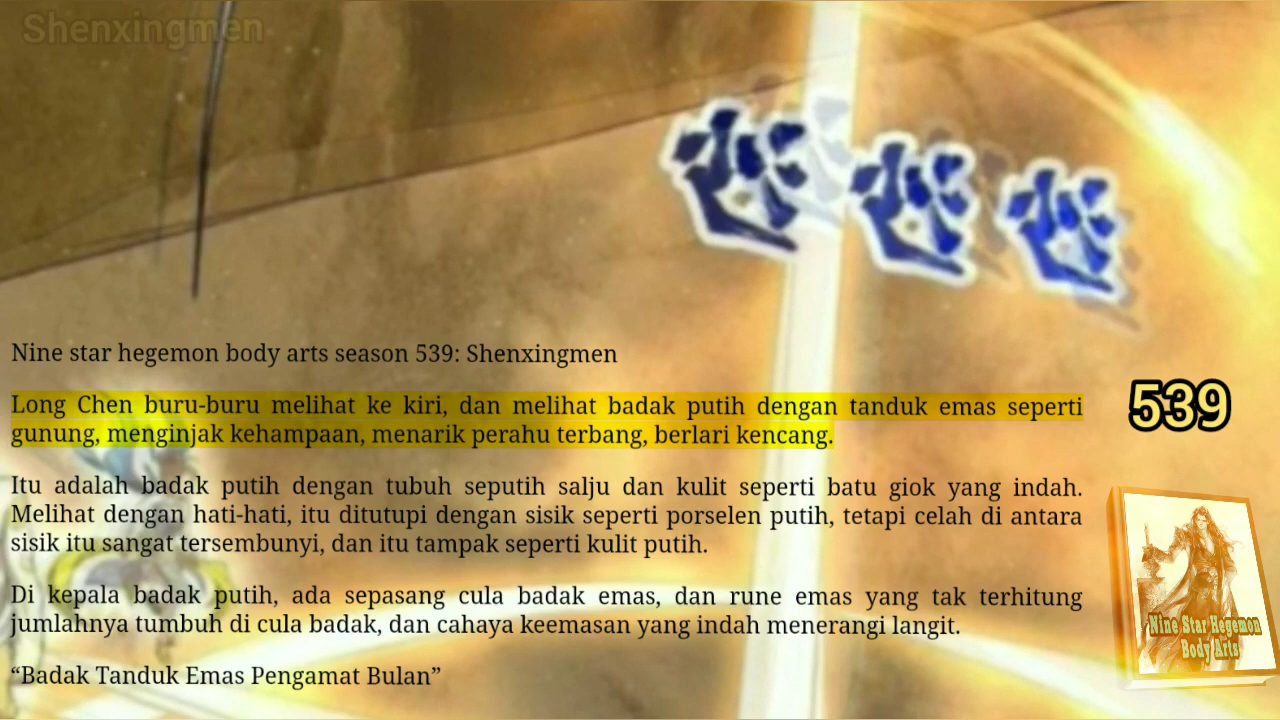 Shenxingmen
Nine star hegemon body arts season 539: Shenxingmen
Long Chen buru-buru melihat ke kiri, dan melihat badak putih dengan tanduk emas seperti
gunung, menginjak kehampaan, menarik perahu terbang, berlari kencang.
539
Itu adalah badak putih dengan tubuh seputih salju dan kulit seperti batu giok yang indah.
Melihat dengan hati-hati, itu ditutupi dengan sisik seperti porselen putih, tetapi celah di antara
sisik itu sangat tersembunyi, dan itu tampak seperti kulit putih.
Di kepala badak putih, ada sepasang cula badak emas, dan rune emas yang tak terhitung
jumlahnya tumbuh di cula badak, dan cahaya keemasan yang indah menerangi langit.
“Badak Tanduk Emas Pengamat Bulan”
Nine Star Hegemon
Body Arts